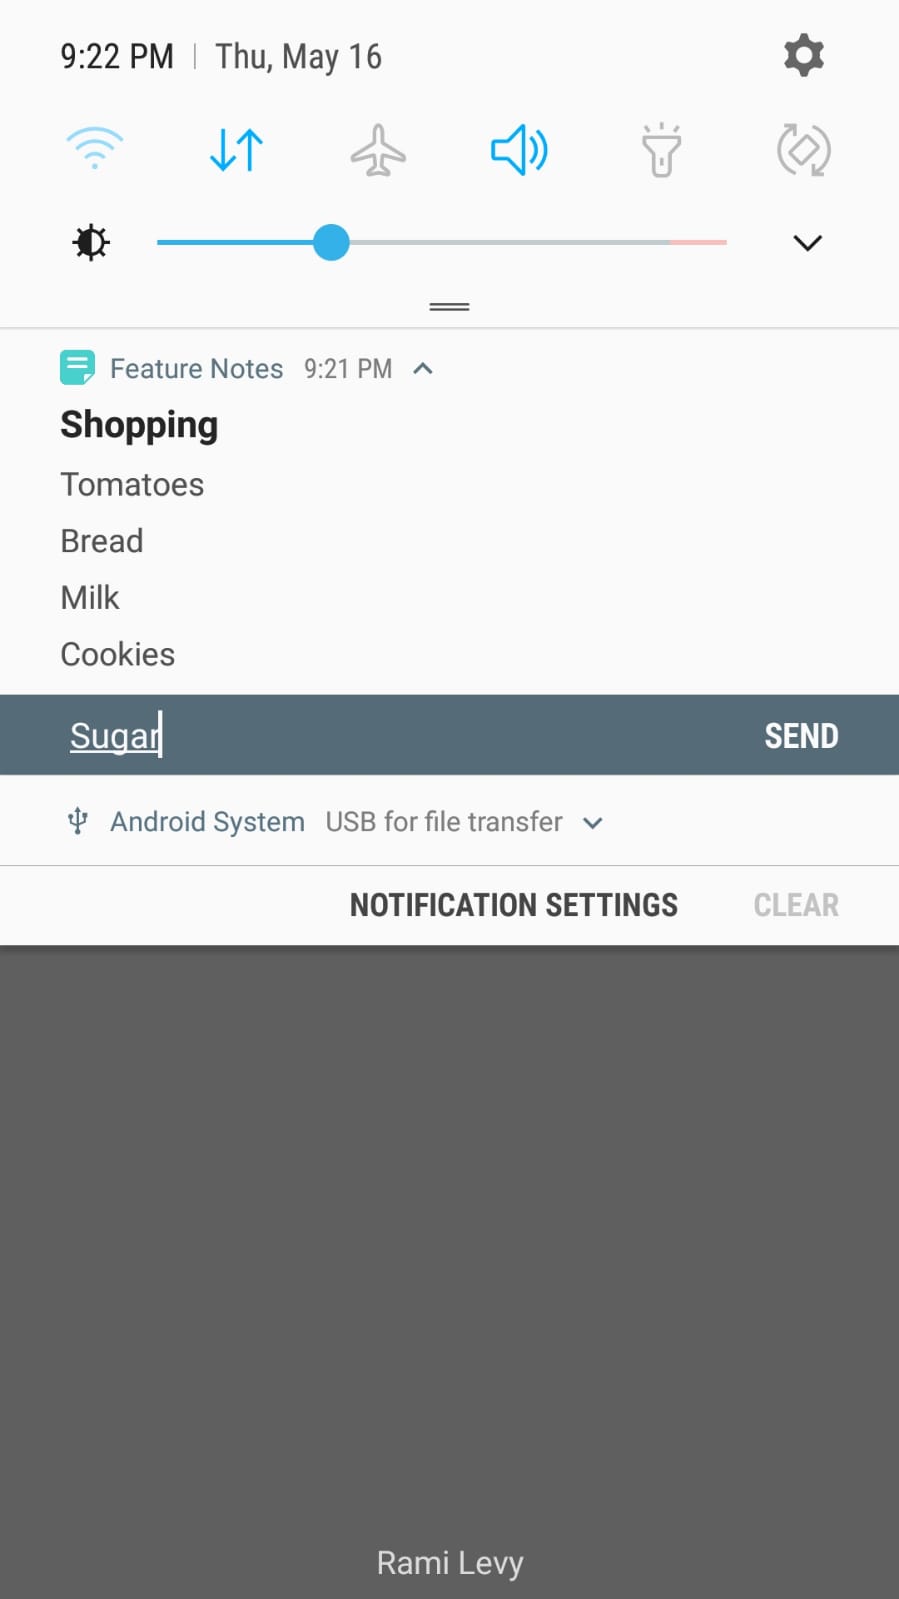 9:22 PM | Thu, May 16
Feature Notes 9:21 PM
Shopping
Tomatoes
Bread
Milk
Cookies
Sugar SEND
Android System USB for file transfer
NOTIFICATION SETTINGS CLEAR
Rami Levy